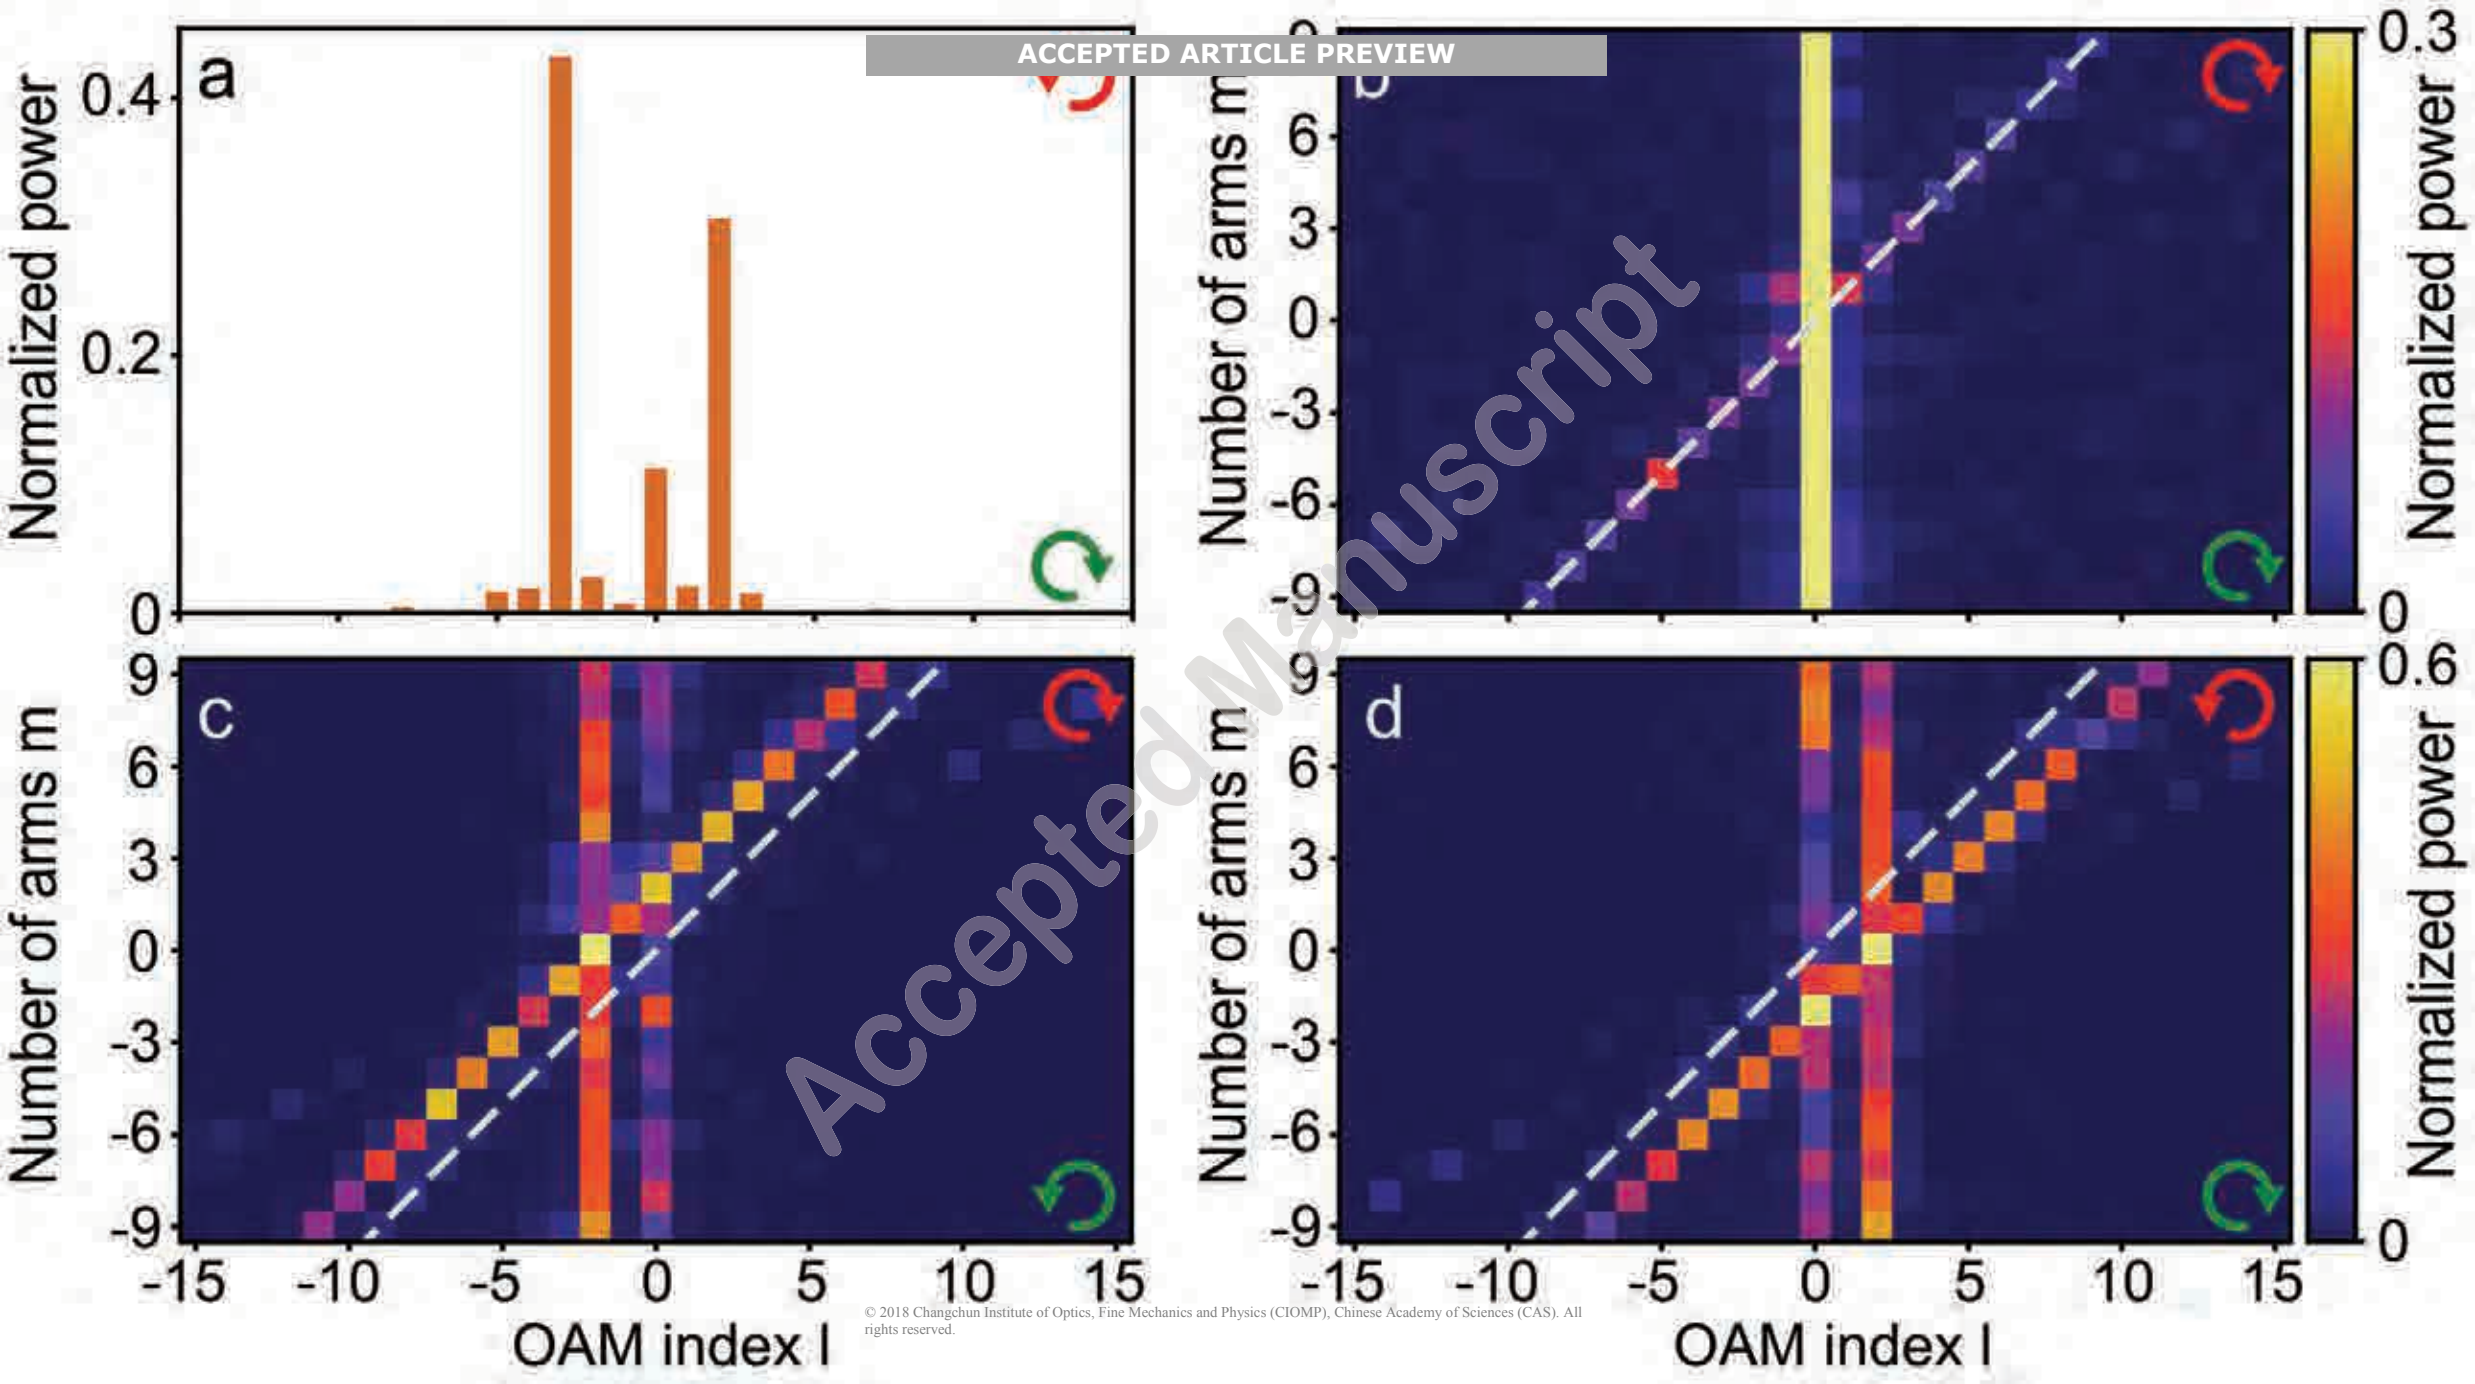 ACCEPTED ARTICLE PREVIEW
a
Normalized power
0.4
0.2
0
b
Number of arms m
6
3
0
-3
-6
-9
0.3
Normalized power
0
c
Number of arms m
9
6
3
0
-3
-6
-9
-15 -10 -5 0 5 10 15
OAM index l
d
Number of arms m
9
6
3
0
-3
-6
-9
-15 -10 -5 0 5 10 15
OAM index l
0.6
Normalized power
0
Accepted Manuscript
© 2018 Changchun Institute of Optics, Fine Mechanics and Physics (CIOMP), Chinese Academy of Sciences (CAS). All
rights reserved.